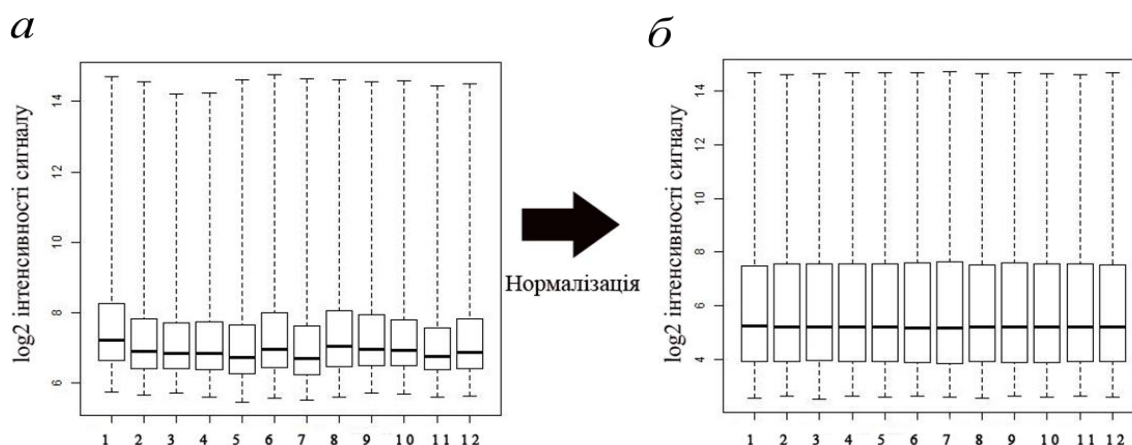 а
log2 інтенсивності сигналу
14
12
10
8
6
1 2 3 4 5 6 7 8 9 10 11 12
Нормалізація
б
log2 інтенсивності сигналу
14
12
10
8
6
4
1 2 3 4 5 6 7 8 9 10 11 12